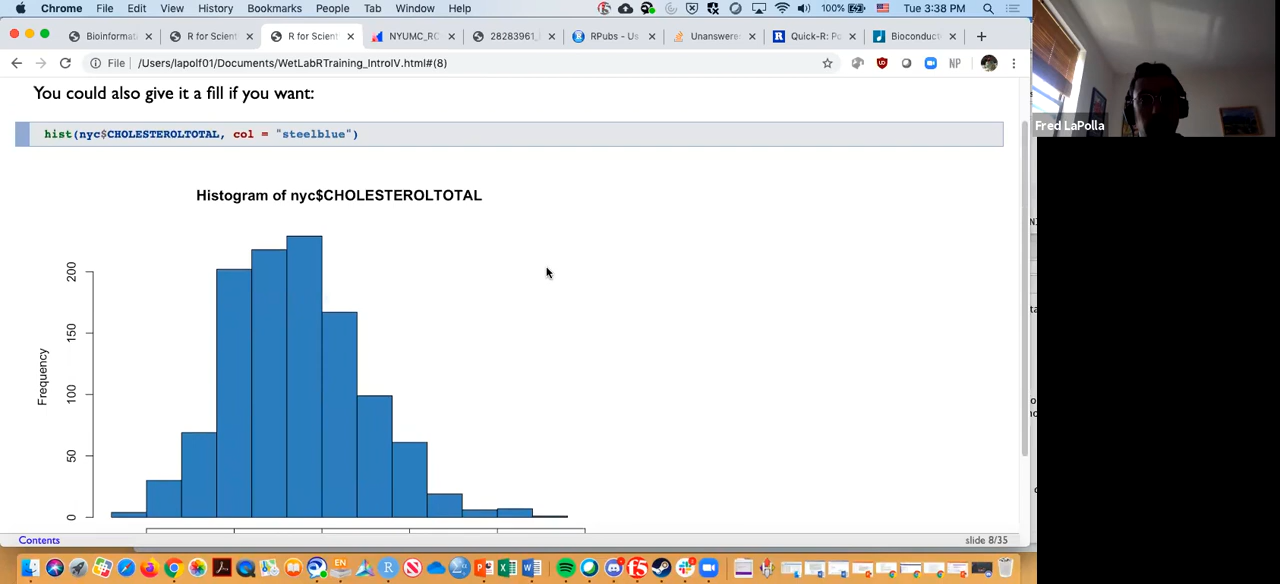 Chrome File Edit View History Bookmarks People Tab Window Help 100% Tue 3:38 PM
Bioinformat R for Scient R for Scient NYUMC_RC 28283961_ RPubs - Us Unanswere Quick-R: Po Bioconduct
File /Users/lapolf01/Documents/WetLabRTraining_IntroIV.html#(8) NP
You could also give it a fill if you want:
hist(nyc$CHOLESTEROLTOTAL, col = "steelblue")
Histogram of nyc$CHOLESTEROLTOTAL
Frequency
200
150
100
50
0
Contents
slide 8/35
Fred LaPolla